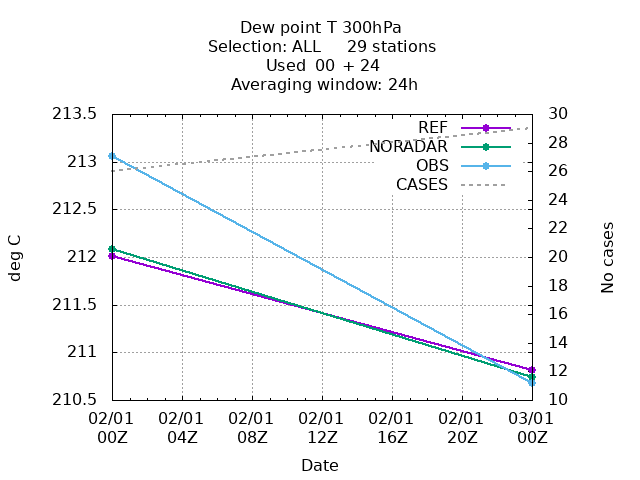 Dew point T 300hPa
Selection: ALL     29 stations
Used  00 + 24
Averaging window: 24h
213.5
213
212.5
212
211.5
211
210.5
30
28
26
24
22
20
18
16
14
12
10
REF
NORADAR
OBS
CASES
deg C
No cases
02/01 02/01 02/01 02/01 02/01 02/01 03/01
00Z 04Z 08Z 12Z 16Z 20Z 00Z
Date